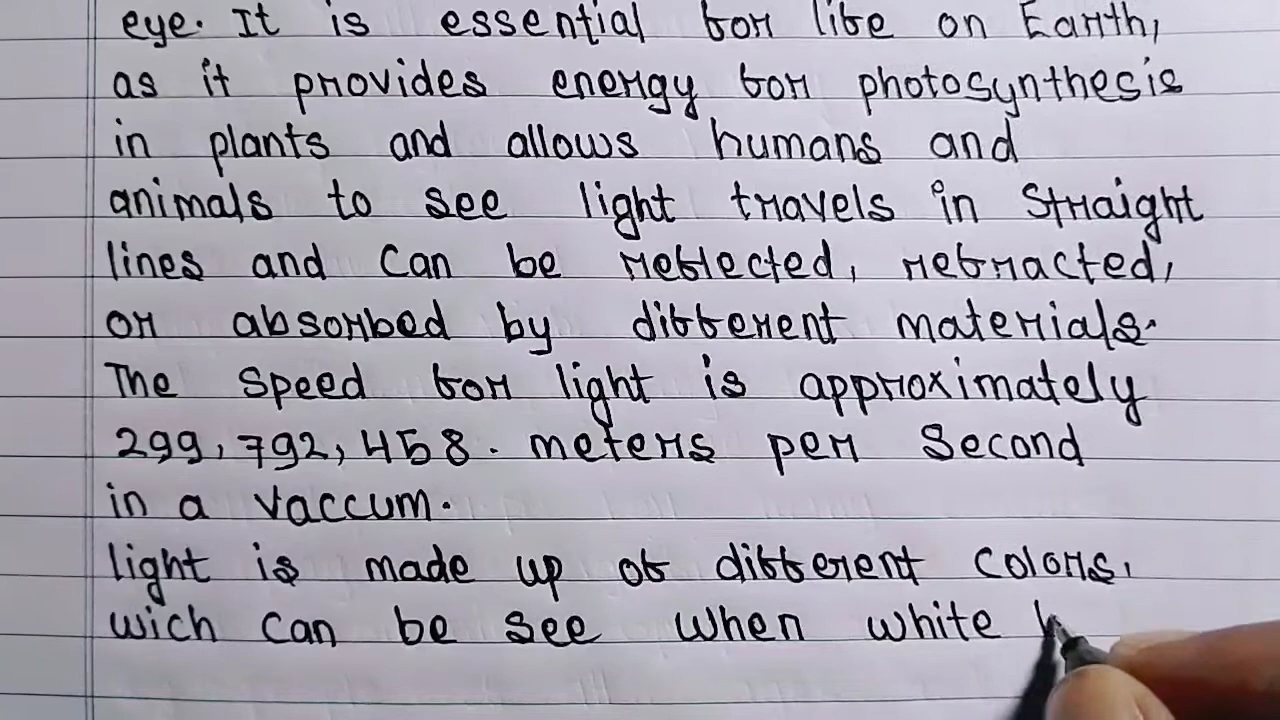 eye. It is essential for life on Earth,
as it provides energy for photosynthesis
in plants and allows humans and
animals to see light travels in Straight
lines and Can be reflected, refracted,
or absorbed by different materials.
The Speed for light is approximately
299,792,458. meters per Second
in a vaccum.
light is made up of different Colors,
wich can be see when white